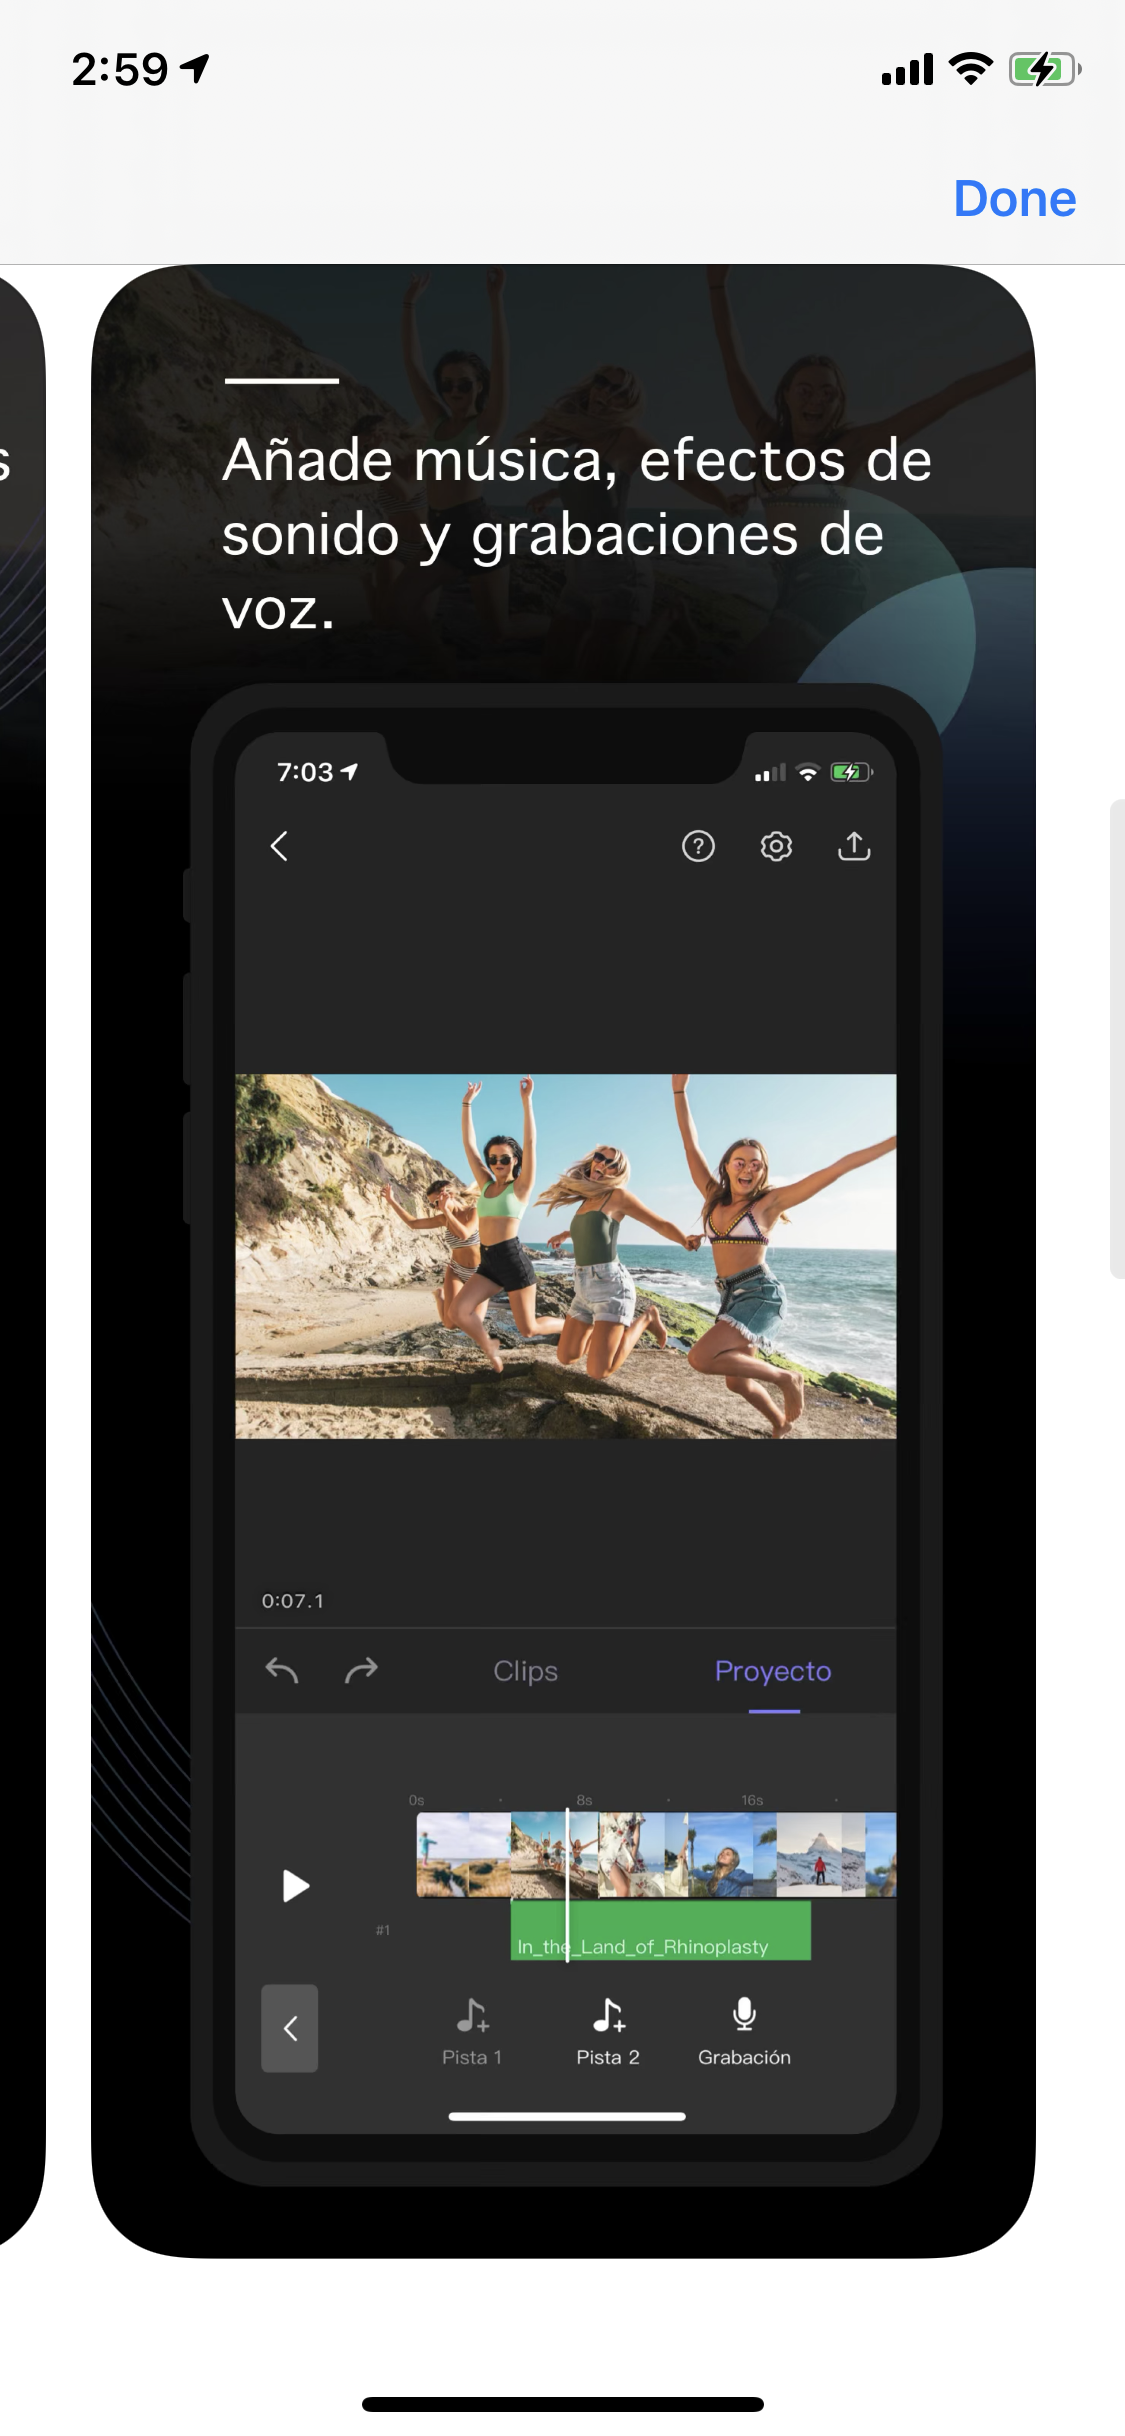 2:59
Done
s
Añade música, efectos de
sonido y grabaciones de
voz.
7:03
?
0:07.1
Clips Proyecto
0s 8s 16s
#1
In_the_Land_of_Rhinoplasty
Pista 1 Pista 2 Grabación